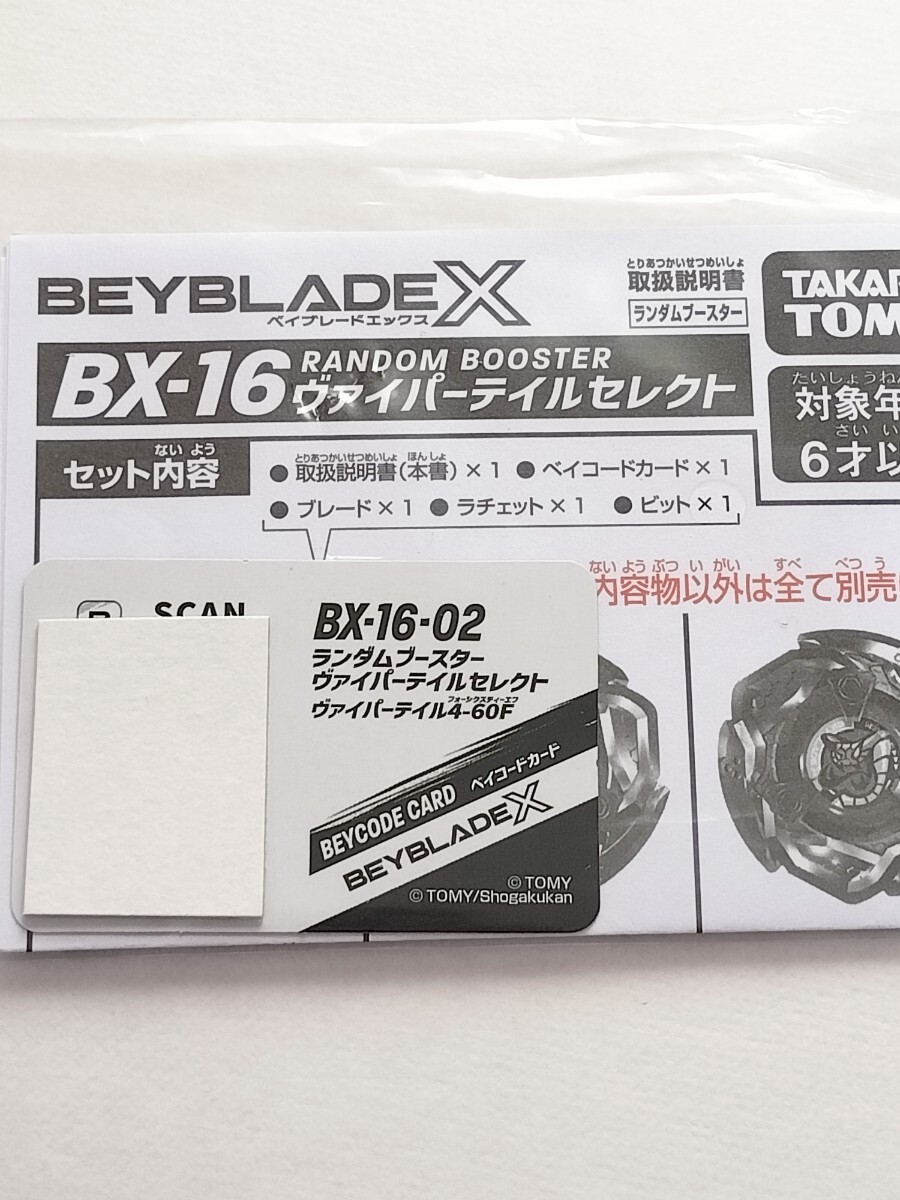 とりあつかいせつめいしょ
BEYBLADE X
取扱説明書
ベイブレードエックス
ランダムブースター
TAKAR
TOM
BX-16 RANDOM BOOSTER
ヴァイパーテイルセレクト
たいしょうねん
対象年
さい い
6才以
セット内容
ない よう
とりあつかいせつめいしょ ほんしょ
● 取扱説明書(本書) × 1 ● ベイコードカード × 1
● ブレード × 1 ● ラチェット × 1 ● ビット × 1
ない よう ぶつ い がい すべ べつ う
内容物以外は全て別売
SCAN
BX-16-02
ランダムブースター
ヴァイパーテイルセレクト
フォーシックスティーエフ
ヴァイパーテイル4-60F
BEYCODE CARD ベイコードカード
BEYBLADE X
© TOMY
© TOMY/Shogakukan